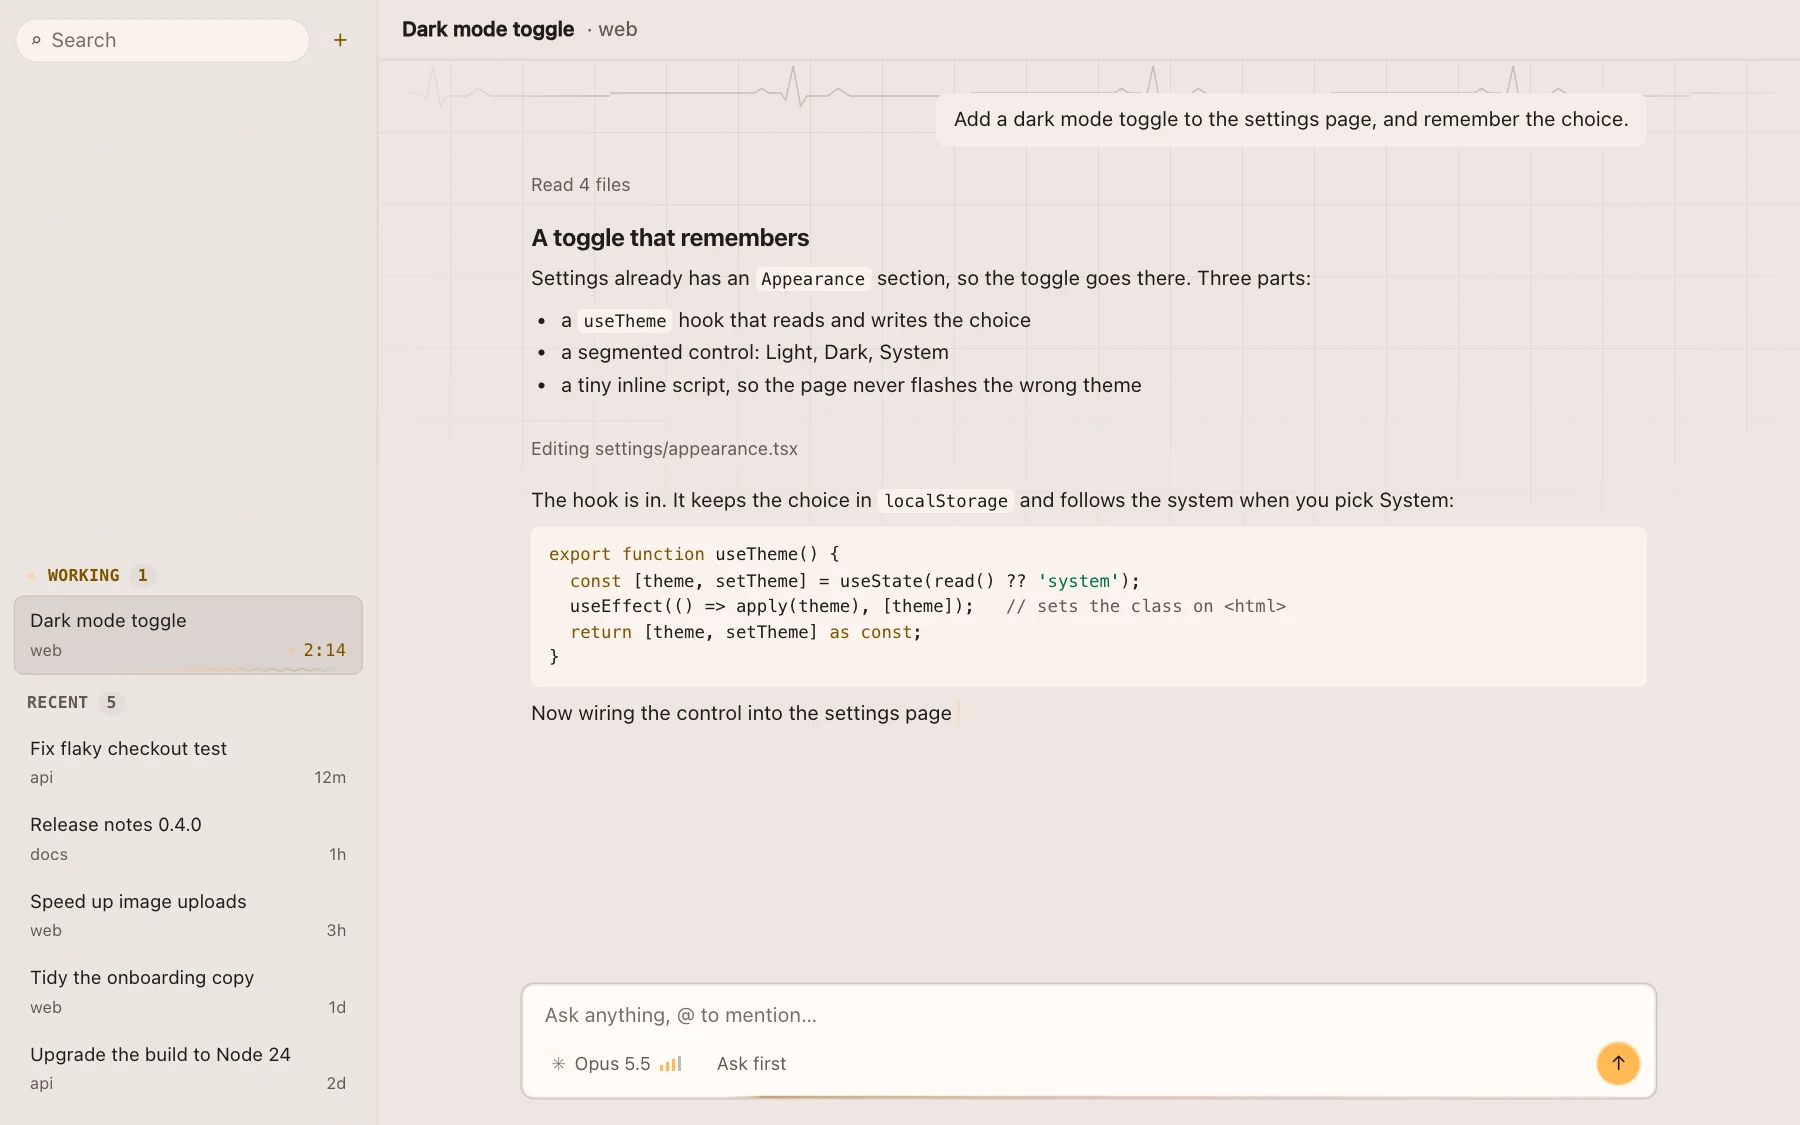 Search
+
WORKING 1
Dark mode toggle
web
2:14
RECENT 5
Fix flaky checkout test
api
12m
Release notes 0.4.0
docs
1h
Speed up image uploads
web
3h
Tidy the onboarding copy
web
1d
Upgrade the build to Node 24
api
2d
Dark mode toggle · web
Add a dark mode toggle to the settings page, and remember the choice.
Read 4 files
A toggle that remembers
Settings already has an Appearance section, so the toggle goes there. Three parts:
• a useTheme hook that reads and writes the choice
• a segmented control: Light, Dark, System
• a tiny inline script, so the page never flashes the wrong theme
Editing settings/appearance.tsx
The hook is in. It keeps the choice in localStorage and follows the system when you pick System:
export function useTheme() {
  const [theme, setTheme] = useState(read() ?? 'system');
  useEffect(() => apply(theme), [theme]);   // sets the class on <html>
  return [theme, setTheme] as const;
}
Now wiring the control into the settings page
Ask anything, @ to mention...
Opus 5.5
Ask first